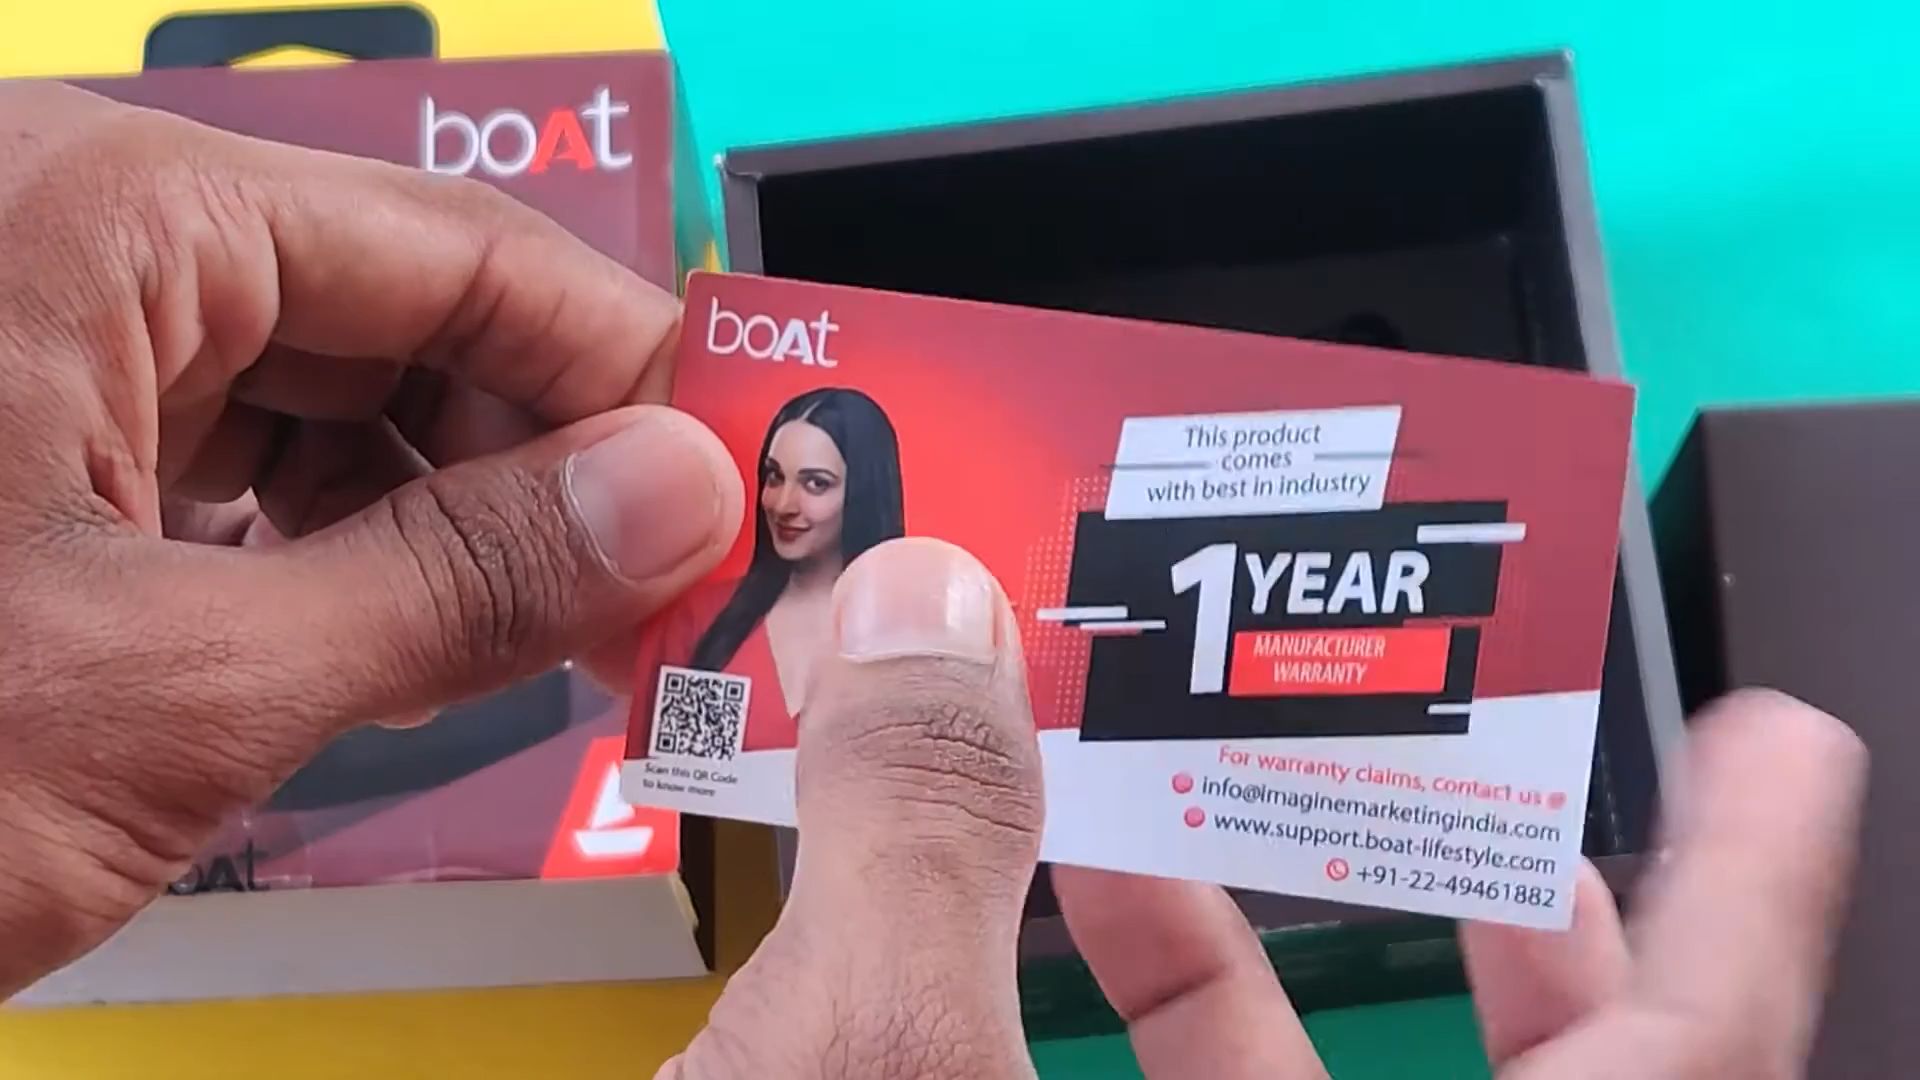 boAt
boAt
This product
comes
with best in industry
1 YEAR
MANUFACTURER
WARRANTY
Scan this QR Code
to know more
For warranty claims, contact us @
info@imaginemarketingindia.com
www.support.boat-lifestyle.com
+91-22-49461882
boAt